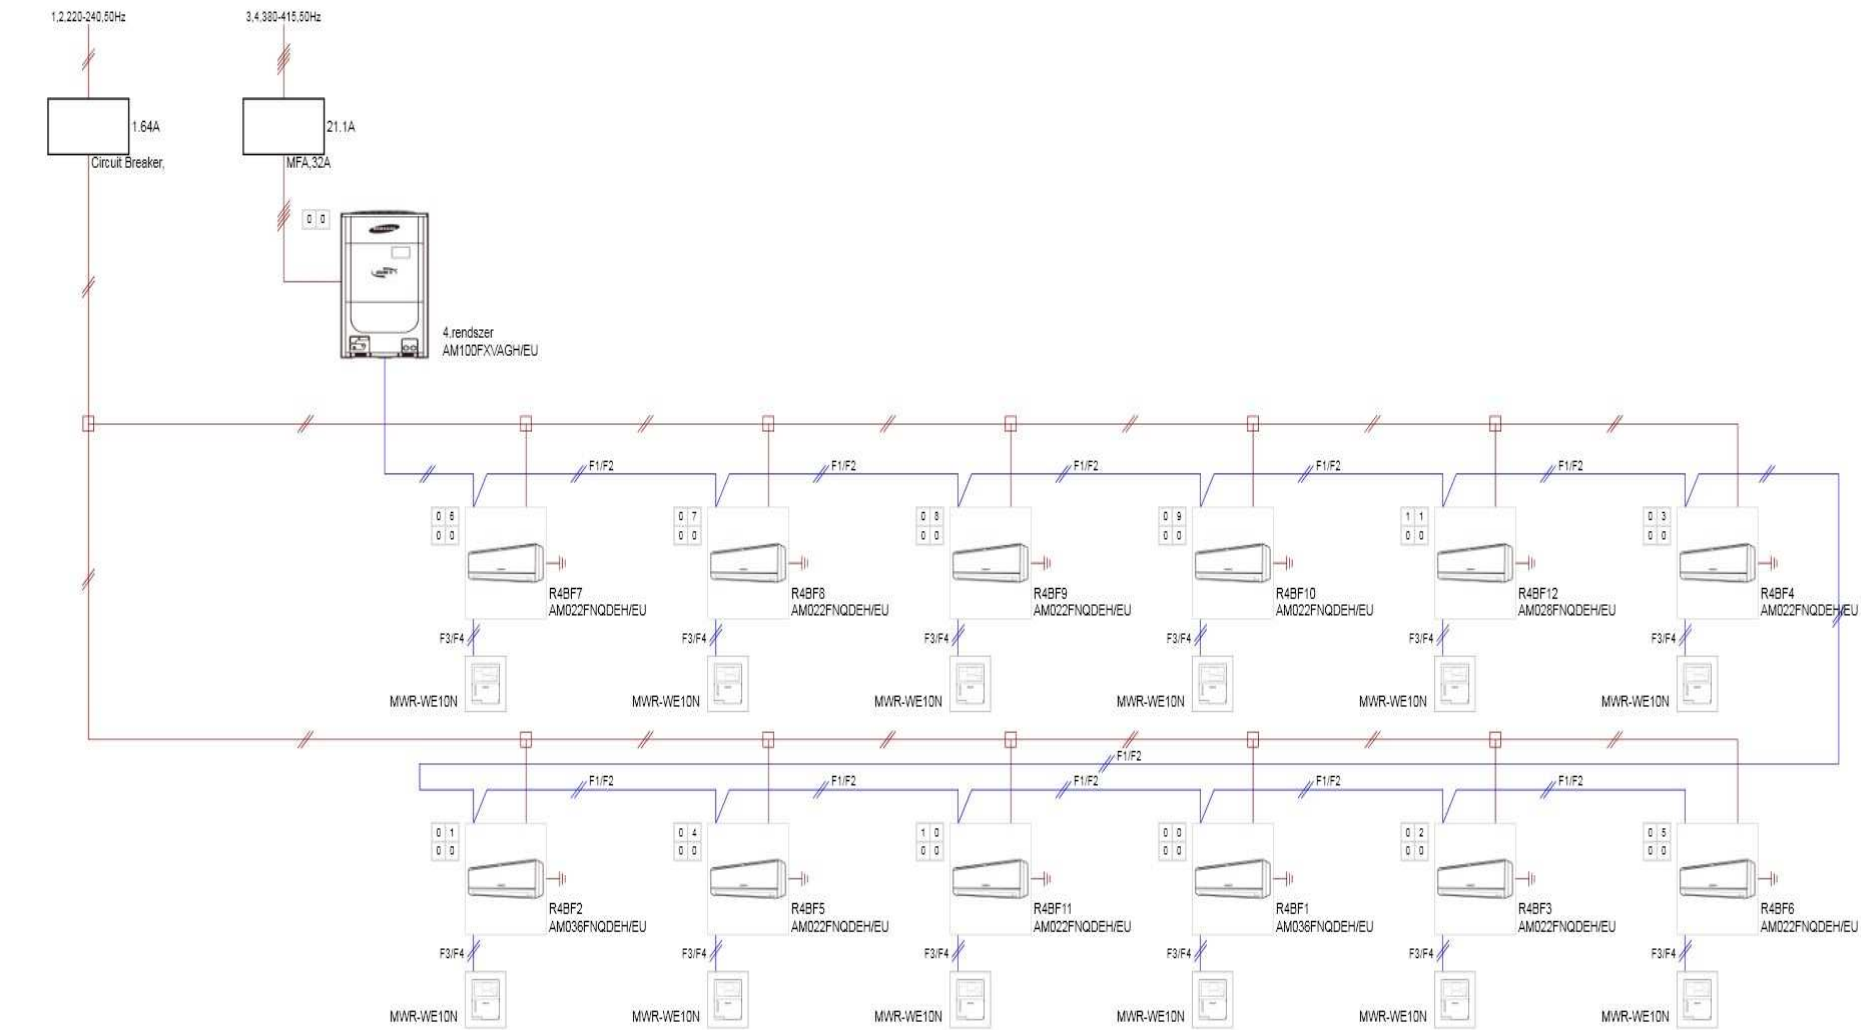 1,2,220-240,50Hz
3,4,380-415,50Hz
1.64A
21.1A
Circuit Breaker,
MFA,32A
0 0
SAMSUNG
4.rendszer
AM100FXVAGH/EU
F1/F2 F1/F2 F1/F2 F1/F2 F1/F2
0 6 0 7 0 8 0 9 1 1 0 3
0 0 0 0 0 0 0 0 0 0 0 0
R4BF7 R4BF8 R4BF9 R4BF10 R4BF12 R4BF4
AM022FNQDEH/EU AM022FNQDEH/EU AM022FNQDEH/EU AM022FNQDEH/EU AM028FNQDEH/EU AM022FNQDEH/EU
F3/F4 F3/F4 F3/F4 F3/F4 F3/F4 F3/F4
MWR-WE10N MWR-WE10N MWR-WE10N MWR-WE10N MWR-WE10N MWR-WE10N
F1/F2
F1/F2 F1/F2 F1/F2 F1/F2 F1/F2
0 1 0 4 1 0 0 0 0 2 0 5
0 0 0 0 0 0 0 0 0 0 0 0
R4BF2 R4BF5 R4BF11 R4BF1 R4BF3 R4BF6
AM036FNQDEH/EU AM022FNQDEH/EU AM022FNQDEH/EU AM036FNQDEH/EU AM022FNQDEH/EU AM022FNQDEH/EU
F3/F4 F3/F4 F3/F4 F3/F4 F3/F4 F3/F4
MWR-WE10N MWR-WE10N MWR-WE10N MWR-WE10N MWR-WE10N MWR-WE10N